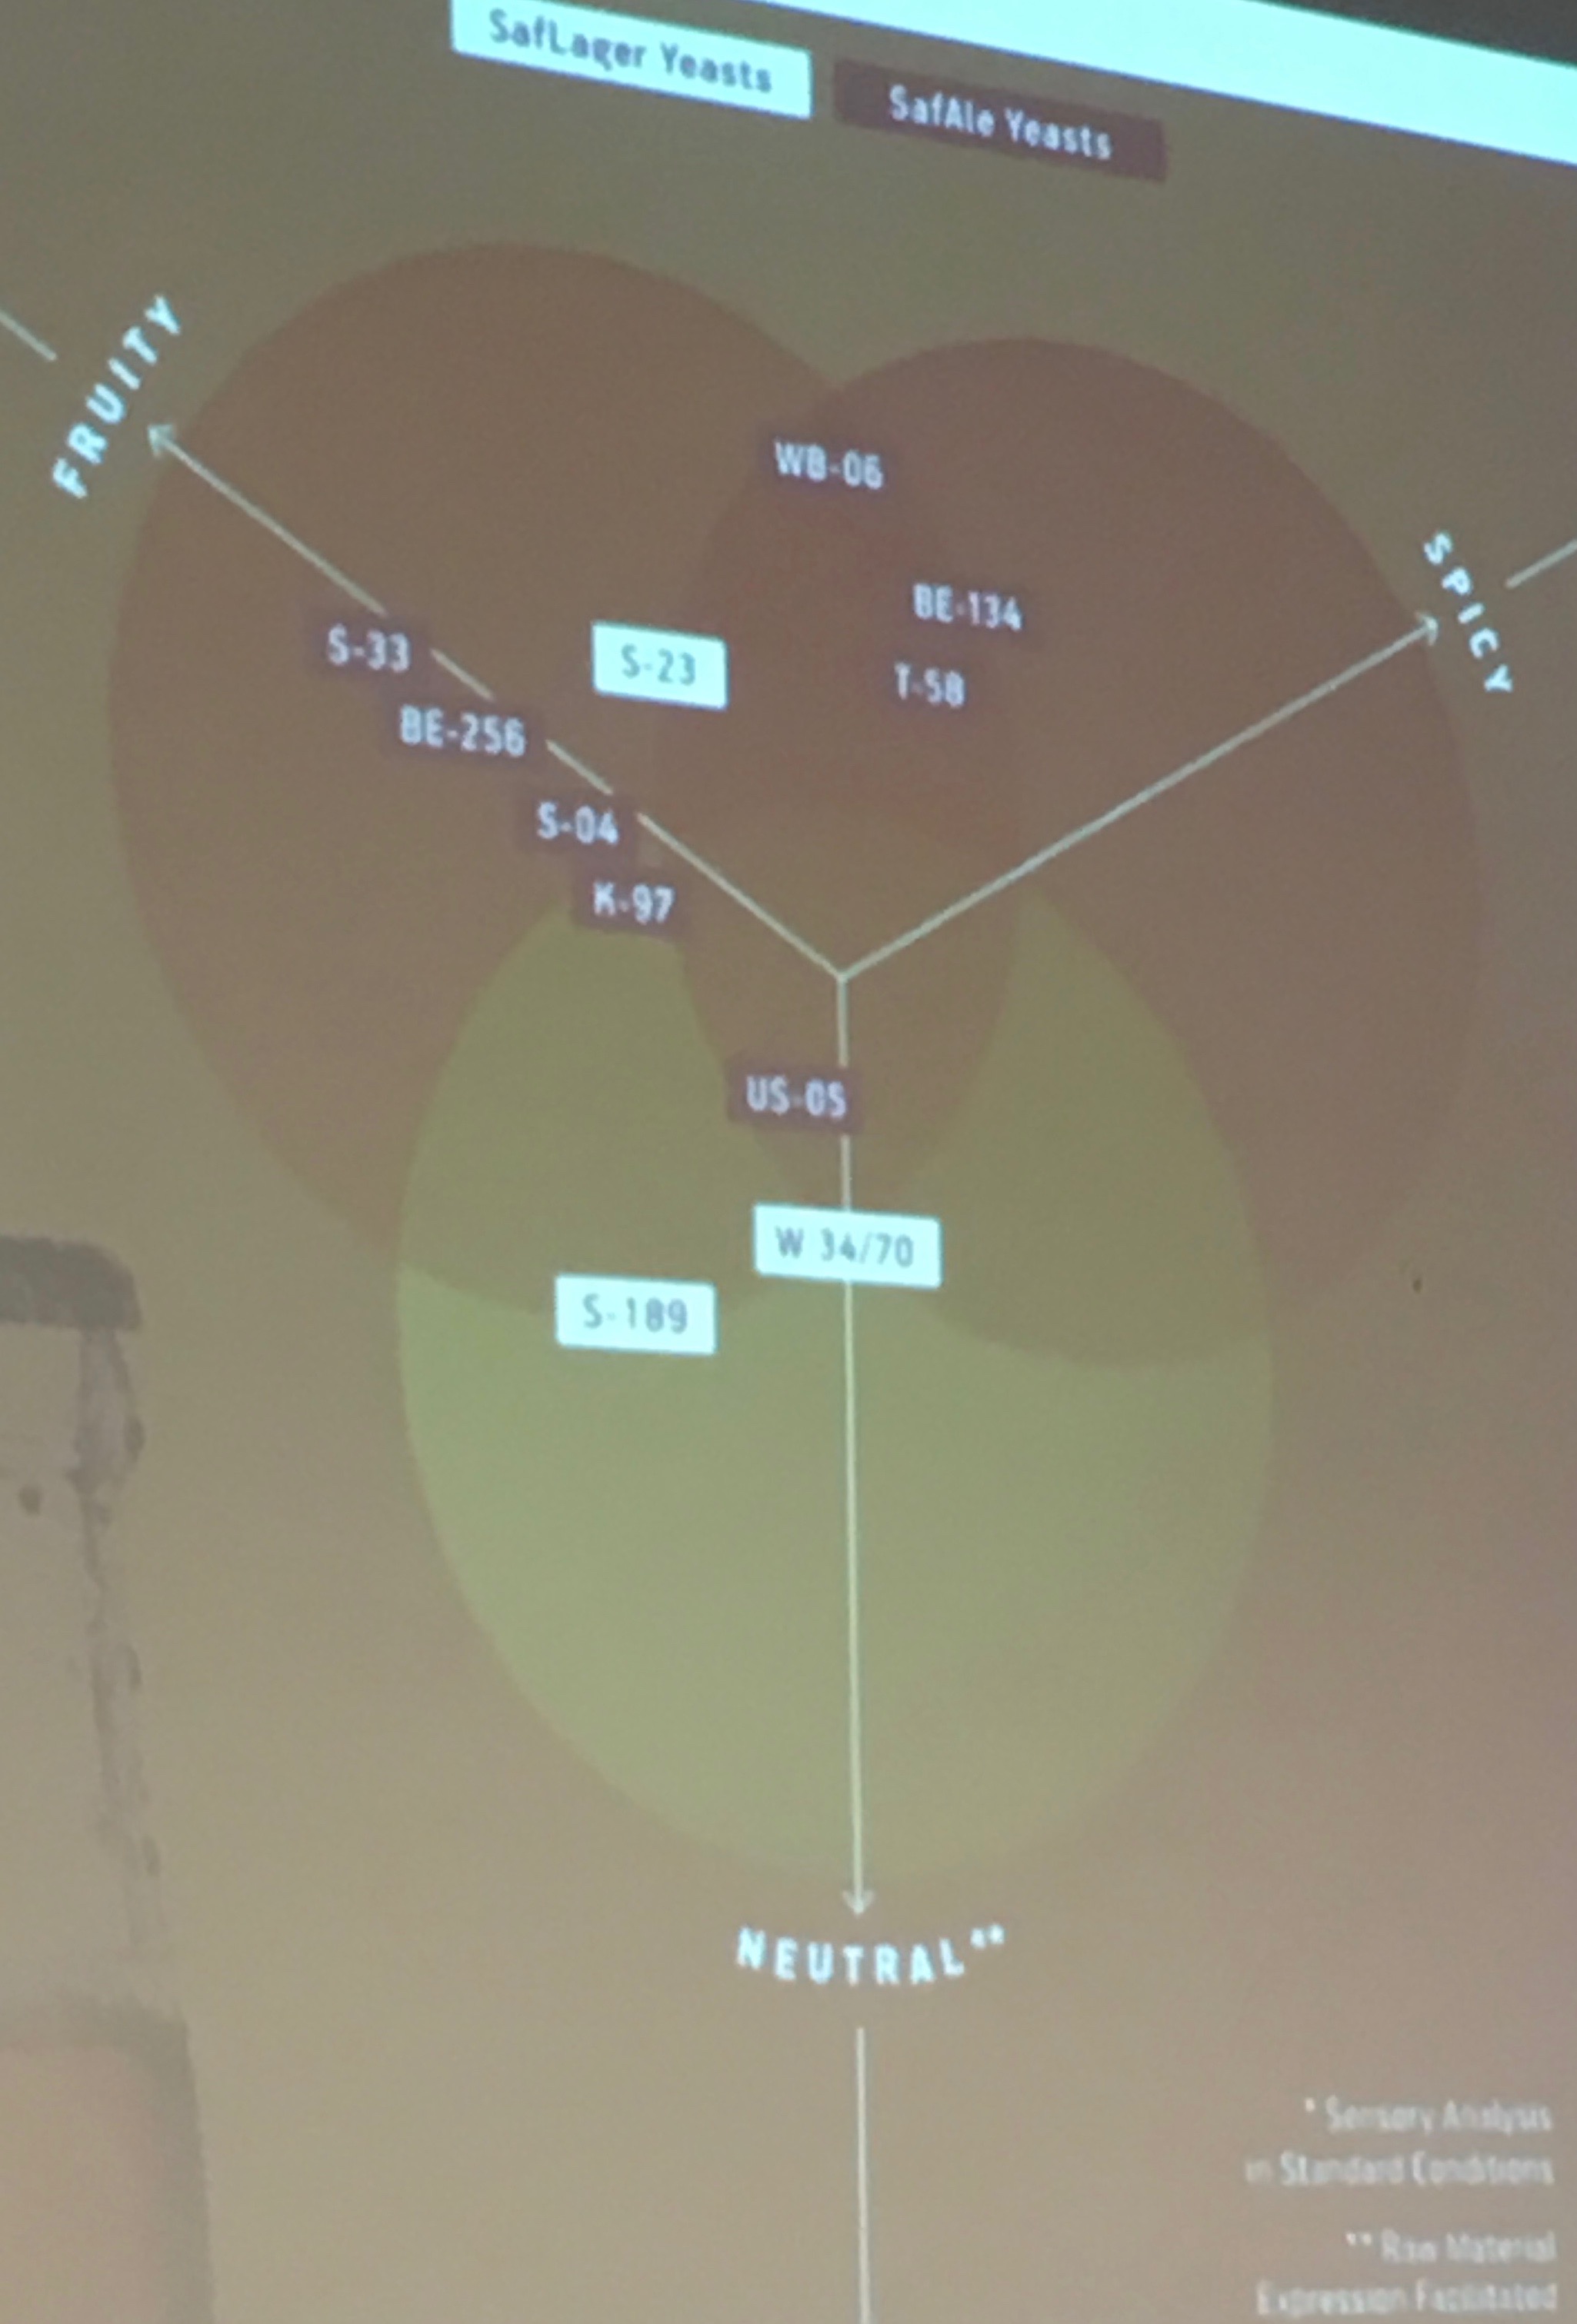 SafLager Yeasts
SafAle Yeasts
FRUITY
SPICY
WB-06
BE-134
S-33
S-23
T-58
BE-256
S-04
K-97
US-05
W 34/70
S-189
NEUTRAL**
* Sensory Analysis
in Standard Conditions
** Raw Material
Expression Facilitated